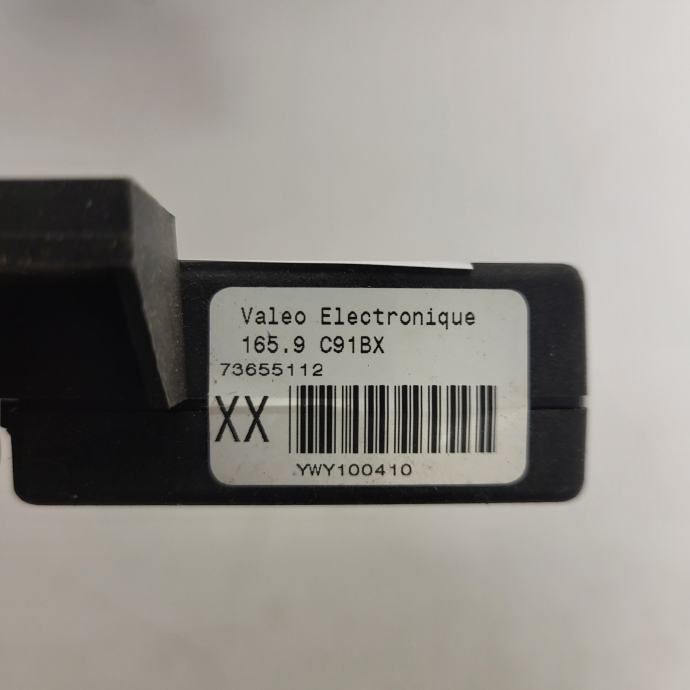 Valeo Electronique
165.9 C91BX
73655112
XX
YWY100410